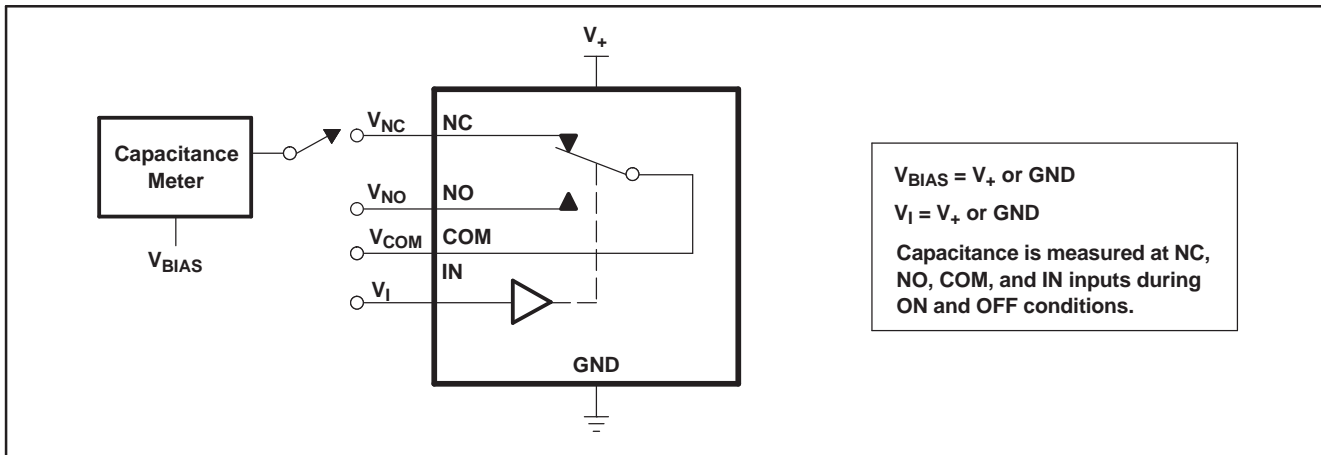 V+
Capacitance
Meter
VBIAS
VNC NC
VNO NO
VCOM COM
IN
VI
GND
VBIAS = V+ or GND
VI = V+ or GND
Capacitance is measured at NC,
NO, COM, and IN inputs during
ON and OFF conditions.